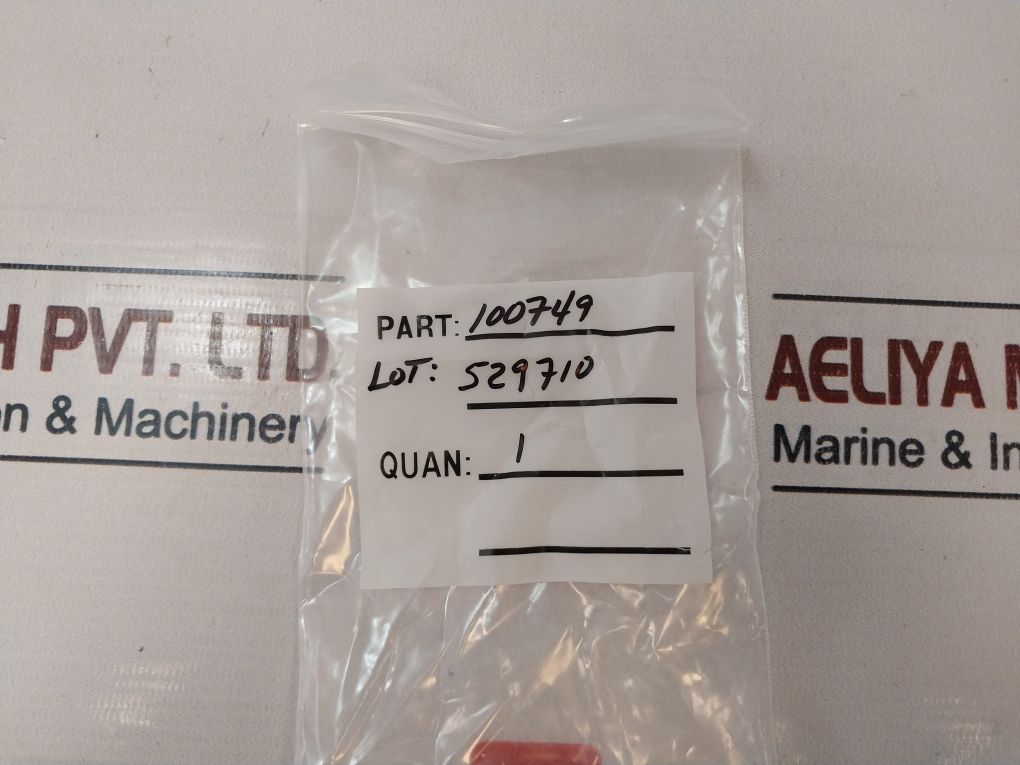 H PVT. LTD.
on & Machinery
PART: 100749
LOT: 529710
QUAN: 1
AELIYA M
Marine & In